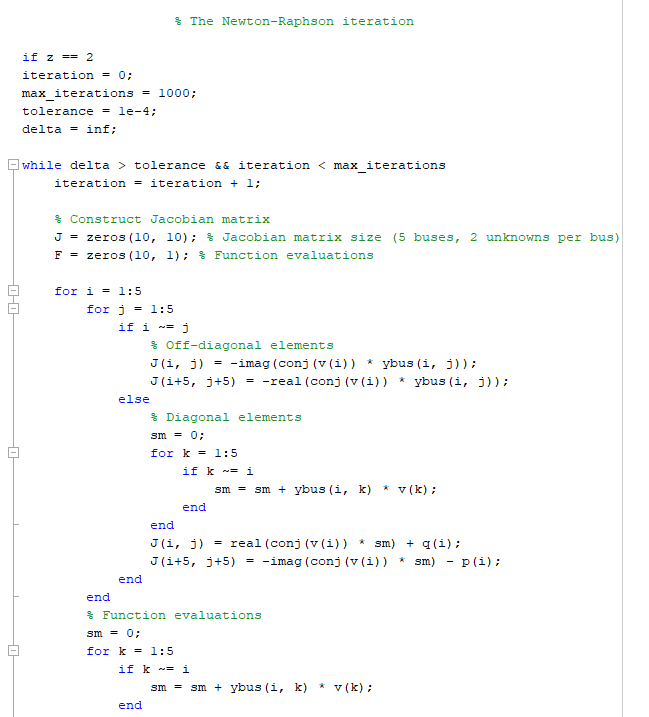 % The Newton-Raphson iteration
if z == 2
iteration = 0;
max_iterations = 1000;
tolerance = 1e-4;
delta = inf;
while delta > tolerance && iteration < max_iterations
iteration = iteration + 1;
% Construct Jacobian matrix
J = zeros(10, 10); % Jacobian matrix size (5 buses, 2 unknowns per bus)
F = zeros(10, 1); % Function evaluations
for i = 1:5
for j = 1:5
if i ~= j
% Off-diagonal elements
J(i, j) = -imag(conj(v(i)) * ybus(i, j));
J(i+5, j+5) = -real(conj(v(i)) * ybus(i, j));
else
% Diagonal elements
sm = 0;
for k = 1:5
if k ~= i
sm = sm + ybus(i, k) * v(k);
end
end
J(i, j) = real(conj(v(i)) * sm) + q(i);
J(i+5, j+5) = -imag(conj(v(i)) * sm) - p(i);
end
end
% Function evaluations
sm = 0;
for k = 1:5
if k ~= i
sm = sm + ybus(i, k) * v(k);
end